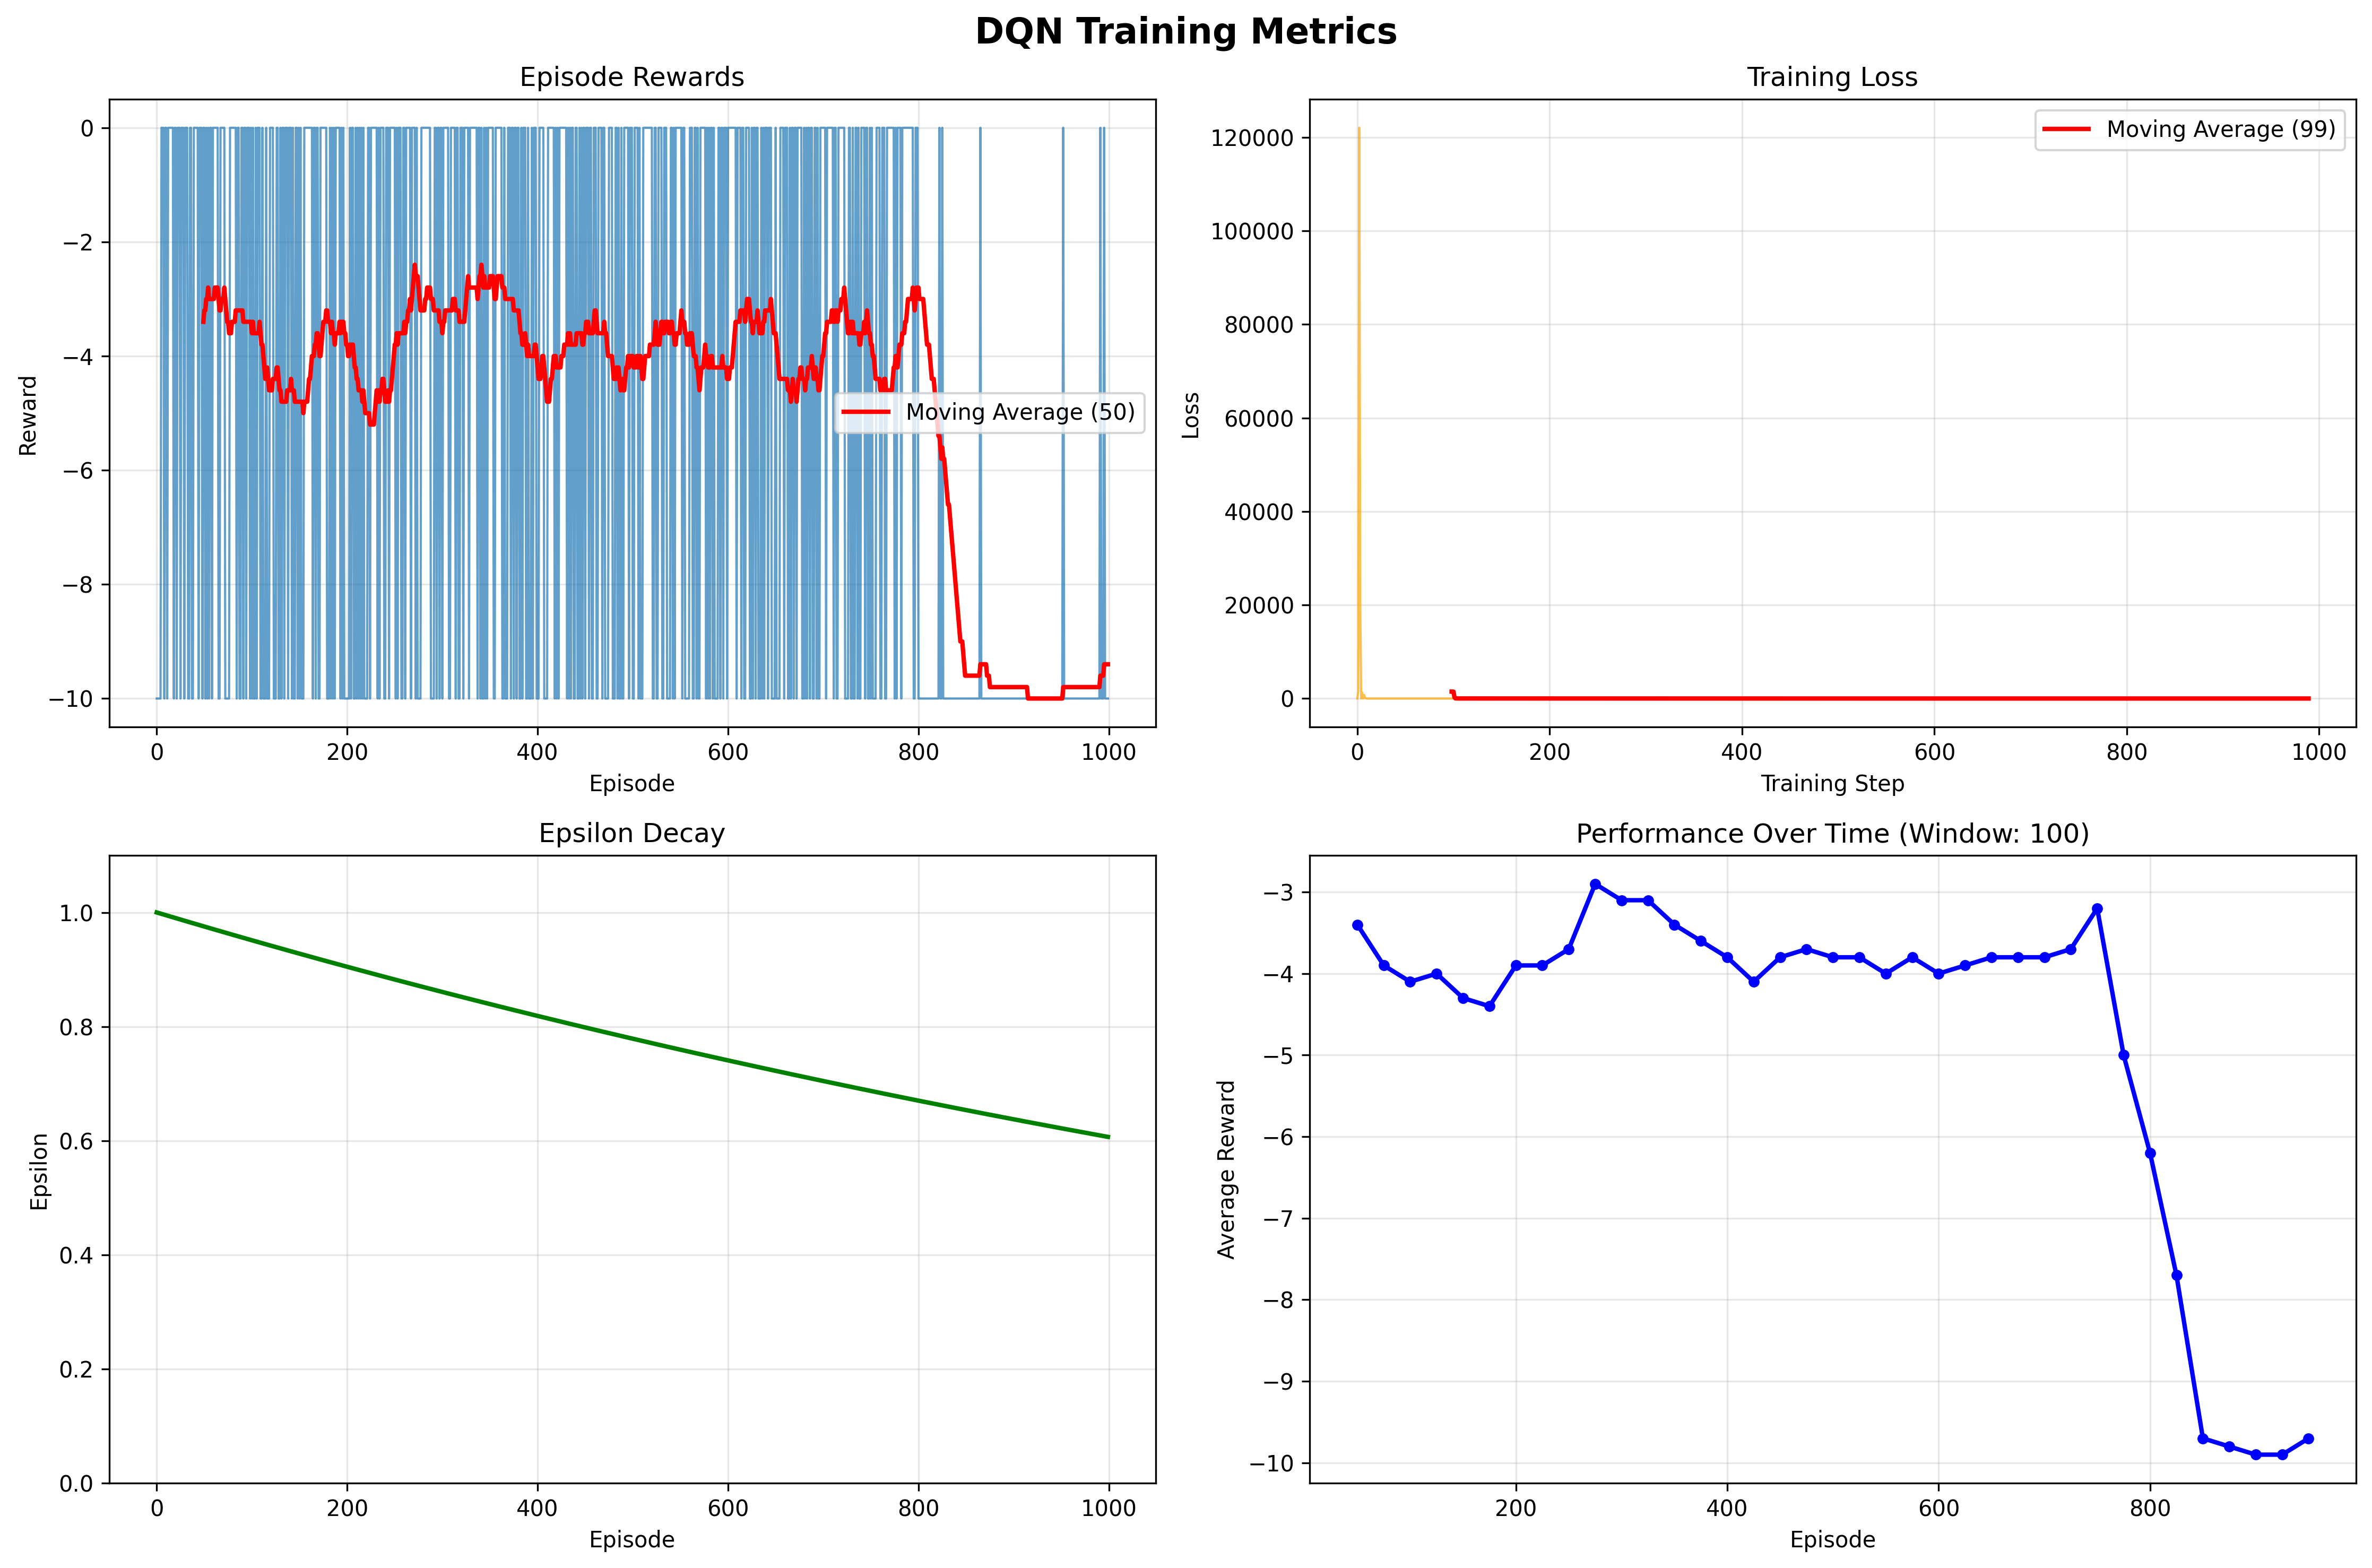 DQN Training Metrics
Episode Rewards
0
−2
−4
−6
−8
−10
Reward
Moving Average (50)
0 200 400 600 800 1000
Episode
Training Loss
120000
100000
80000
60000
40000
20000
0
Loss
Moving Average (99)
0 200 400 600 800 1000
Training Step
Epsilon Decay
1.0
0.8
0.6
0.4
0.2
0.0
Epsilon
0 200 400 600 800 1000
Episode
Performance Over Time (Window: 100)
−3
−4
−5
−6
−7
−8
−9
−10
Average Reward
200 400 600 800
Episode